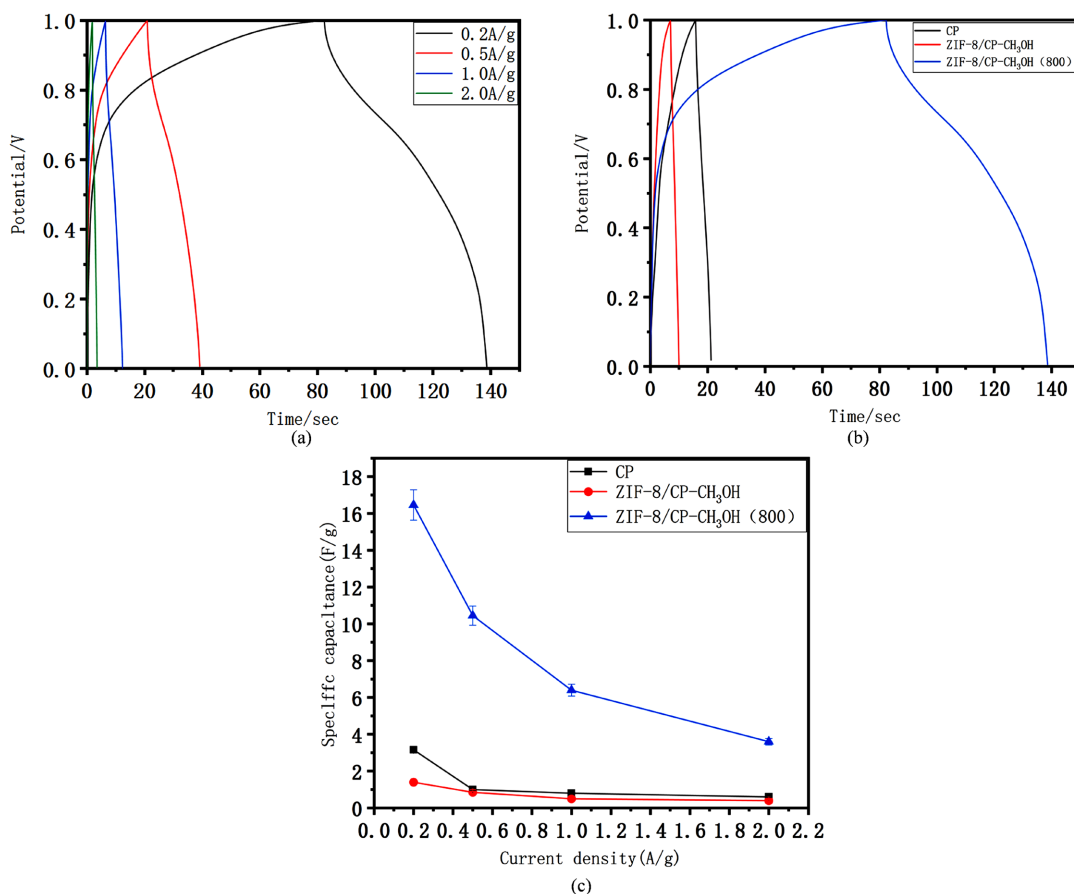 1.0
0.8
0.6
0.4
0.2
0.0
Potential/V
0.2A/g
0.5A/g
1.0A/g
2.0A/g
0 20 40 60 80 100 120 140
Time/sec
(a)
1.0
0.8
0.6
0.4
0.2
0.0
Potential/V
CP
ZIF-8/CP-CH₃OH
ZIF-8/CP-CH₃OH（800）
0 20 40 60 80 100 120 140
Time/sec
(b)
18
16
14
12
10
8
6
4
2
0
Speclffc capacltance(F/g)
CP
ZIF-8/CP-CH₃OH
ZIF-8/CP-CH₃OH（800）
0.0 0.2 0.4 0.6 0.8 1.0 1.2 1.4 1.6 1.8 2.0 2.2
Current density(A/g)
(c)